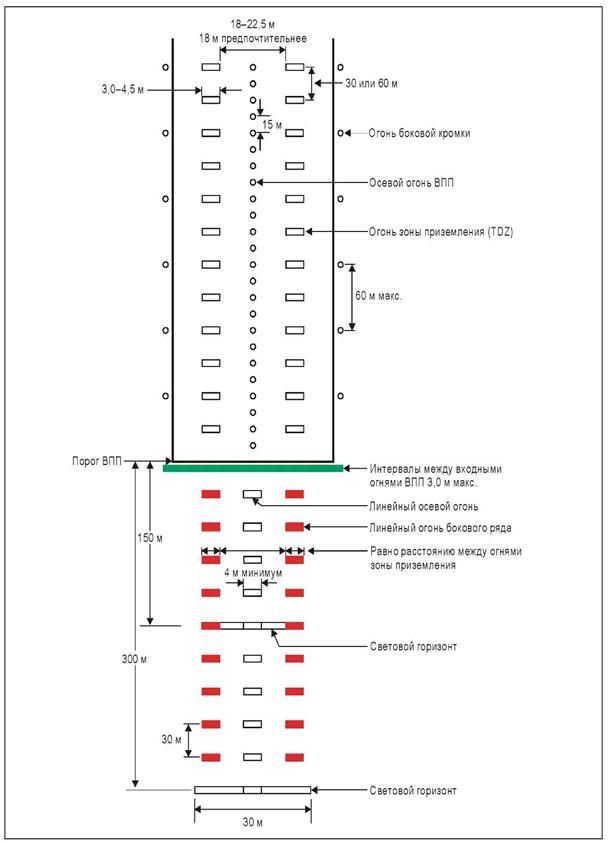 18–22,5 м
18 м предпочтительнее
3,0–4,5 м
30 или 60 м
15 м
Огонь боковой кромки
Осевой огонь ВПП
Огонь зоны приземления (TDZ)
60 м макс.
Порог ВПП
Интервалы между входными
огнями ВПП 3,0 м макс.
Линейный осевой огонь
Линейный огонь бокового ряда
150 м
Равно расстоянию между огнями
зоны приземления
4 м минимум
Световой горизонт
300 м
30 м
Световой горизонт
30 м